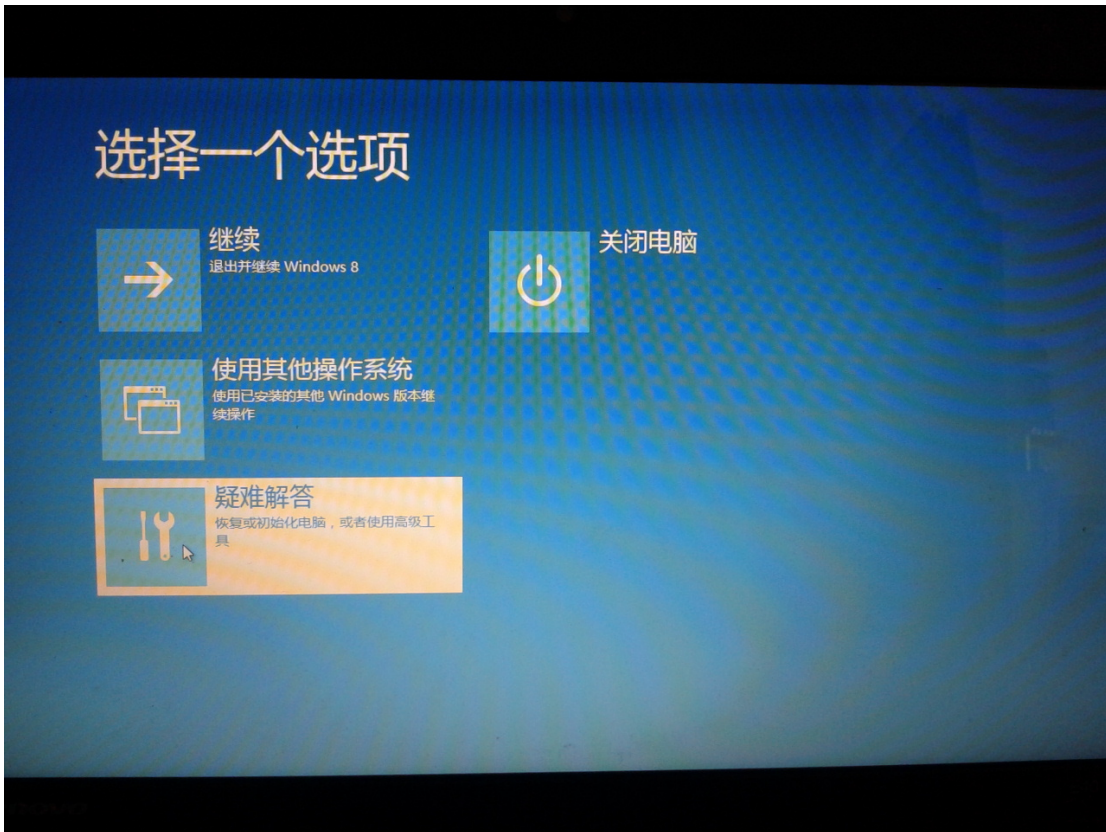 选择一个选项
继续
退出并继续 Windows 8
关闭电脑
使用其他操作系统
使用已安装的其他 Windows 版本继
续操作
疑难解答
恢复或初始化电脑，或者使用高级工
具